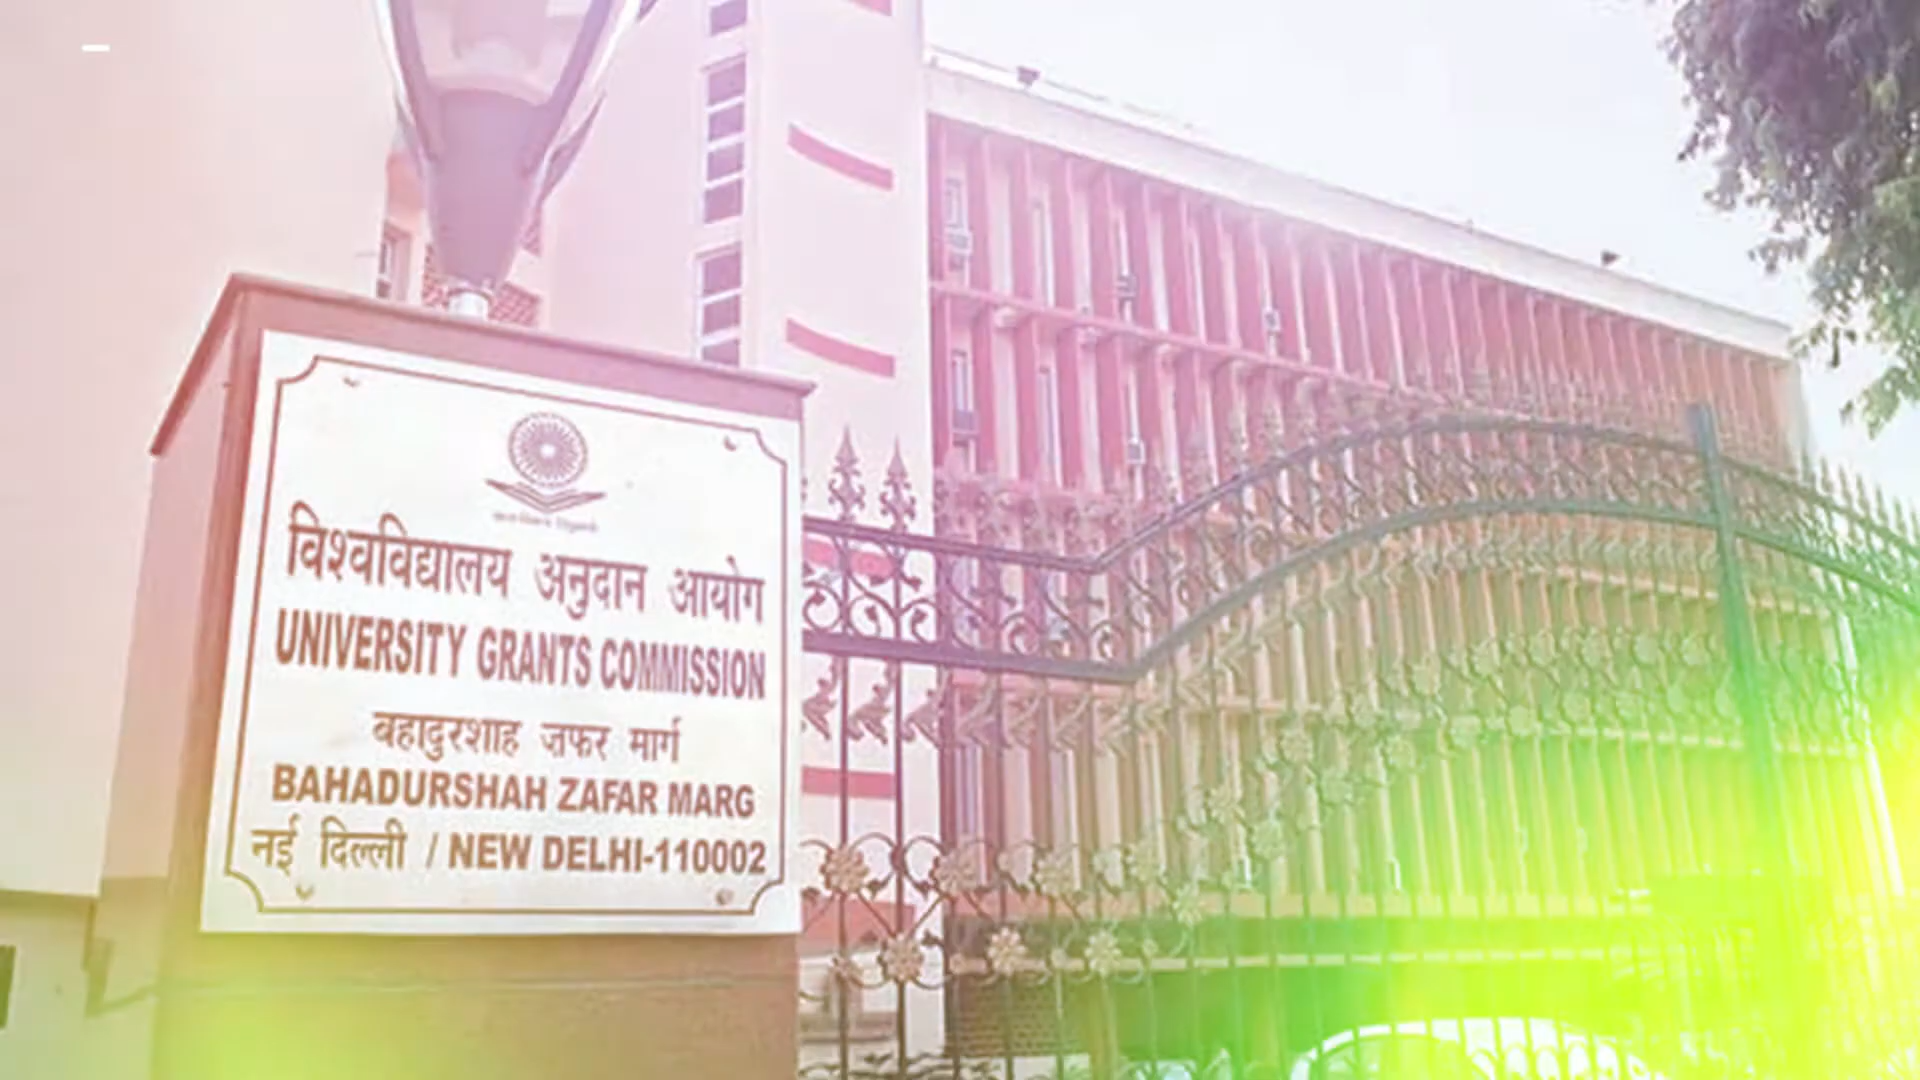 विश्वविद्यालय अनुदान आयोग
UNIVERSITY GRANTS COMMISSION
बहादुरशाह ज़फर मार्ग
BAHADURSHAH ZAFAR MARG
नई दिल्ली / NEW DELHI-110002